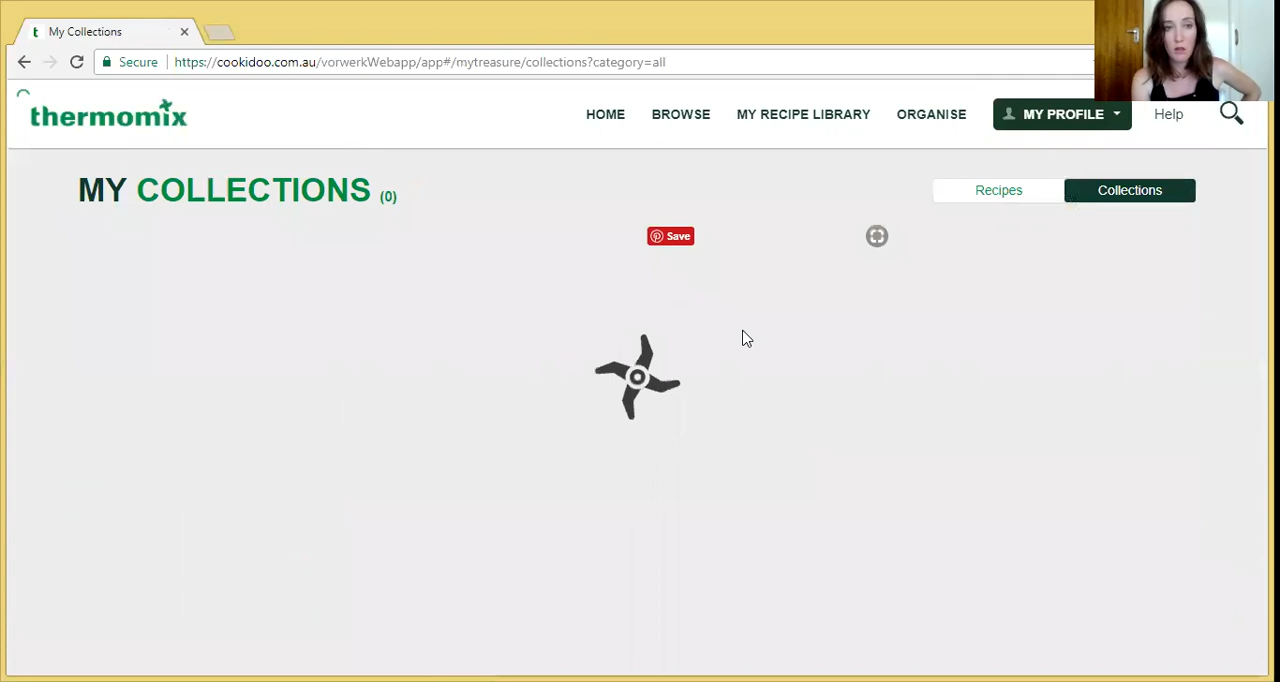 t My Collections
Secure https://cookidoo.com.au/vorwerkWebapp/app#/mytreasure/collections?category=all
thermomix
HOME BROWSE MY RECIPE LIBRARY ORGANISE MY PROFILE Help
MY COLLECTIONS (0)
Recipes Collections
Save